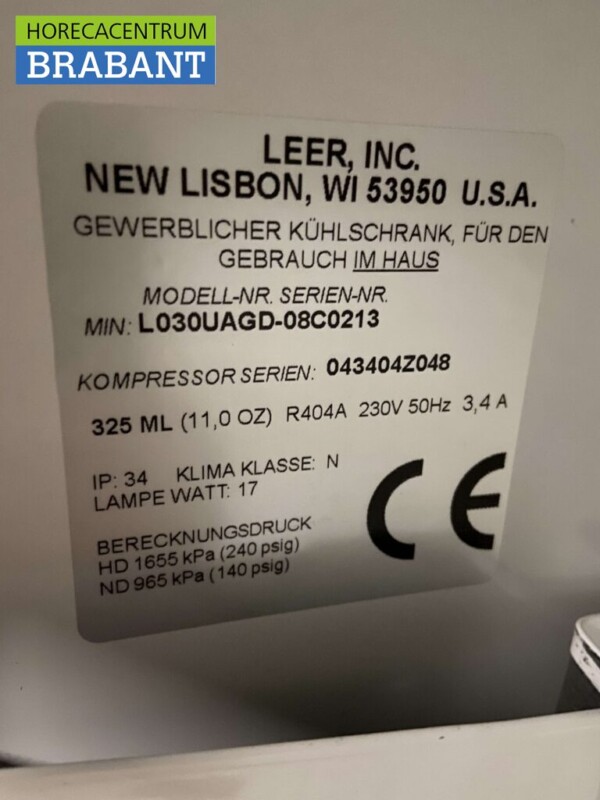 HORECACENTRUM
BRABANT
LEER, INC.
NEW LISBON, WI 53950 U.S.A.
GEWERBLICHER KÜHLSCHRANK, FÜR DEN
GEBRAUCH IM HAUS
MODELL-NR. SERIEN-NR.
MIN: L030UAGD-08C0213
KOMPRESSOR SERIEN: 043404Z048
325 ML (11,0 OZ) R404A 230V 50Hz 3,4 A
IP: 34 KLIMA KLASSE: N
LAMPE WATT: 17
BERECKNUNGSDRUCK
HD 1655 kPa (240 psig)
ND 965 kPa (140 psig)
CE